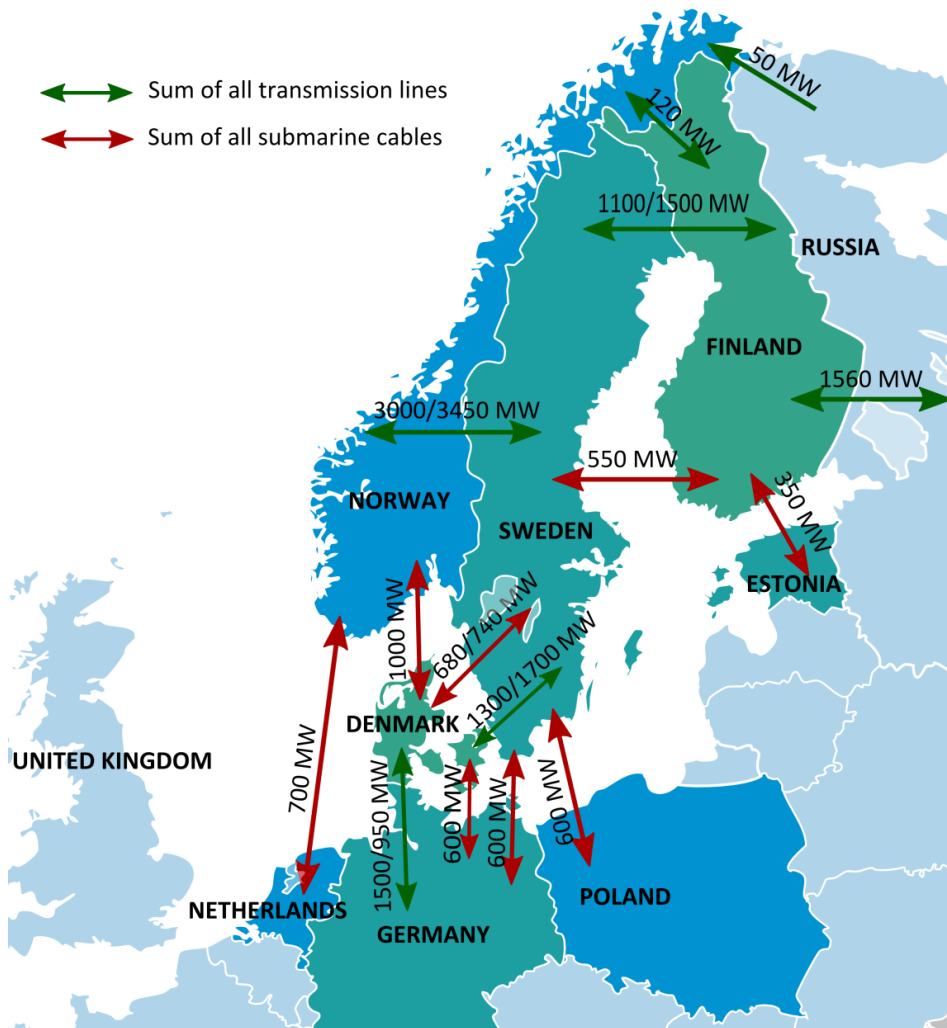 50 MW
Sum of all transmission lines
120 MW
Sum of all submarine cables
1100/1500 MW
RUSSIA
FINLAND
1560 MW
3000/3450 MW
550 MW
350 MW
NORWAY
SWEDEN
ESTONIA
1000 MW
680/740 MW
1300/1700 MW
DENMARK
UNITED KINGDOM
700 MW
1500/950 MW
600 MW
600 MW
600 MW
NETHERLANDS
POLAND
GERMANY